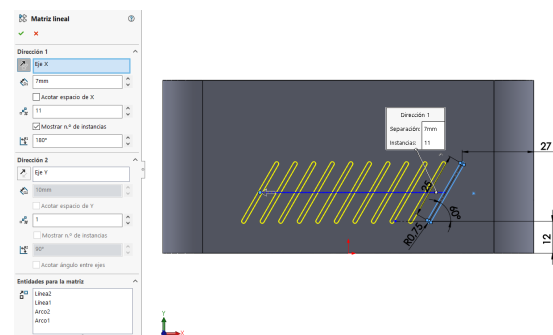 Matriz lineal
Dirección 1
Eje X
7mm
Acotar espacio de X
11
Mostrar n.º de instancias
180°
Dirección 2
Eje Y
10mm
Acotar espacio de Y
1
Mostrar n.º de instancias
90°
Acotar ángulo entre ejes
Entidades para la matriz
Línea2
Línea1
Arco2
Arco1
Dirección 1
Separación: 7mm
Instancias: 11
27
25
60°
R0,75
12
Y
X